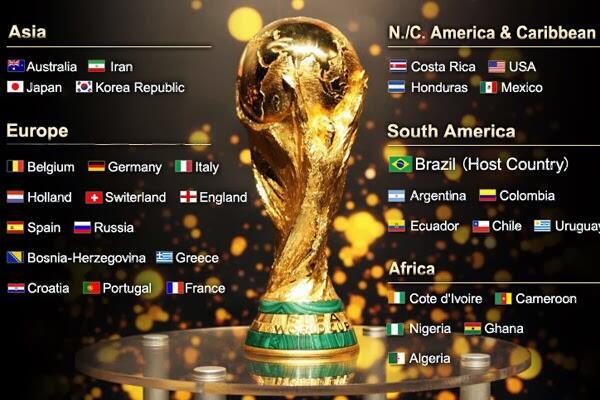 Asia
Australia Iran
Japan Korea Republic
Europe
Belgium Germany Italy
Holland Switerland England
Spain Russia
Bosnia-Herzegovina Greece
Croatia Portugal France
N./C. America & Caribbean
Costa Rica USA
Honduras Mexico
South America
Brazil (Host Country)
Argentina Colombia
Ecuador Chile Uruguay
Africa
Cote d'Ivoire Cameroon
Nigeria Ghana
Algeria